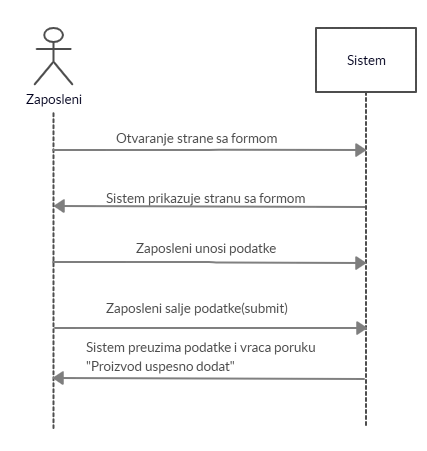 Zaposleni
Sistem
Otvaranje strane sa formom
Sistem prikazuje stranu sa formom
Zaposleni unosi podatke
Zaposleni salje podatke(submit)
Sistem preuzima podatke i vraca poruku
"Proizvod uspesno dodat"